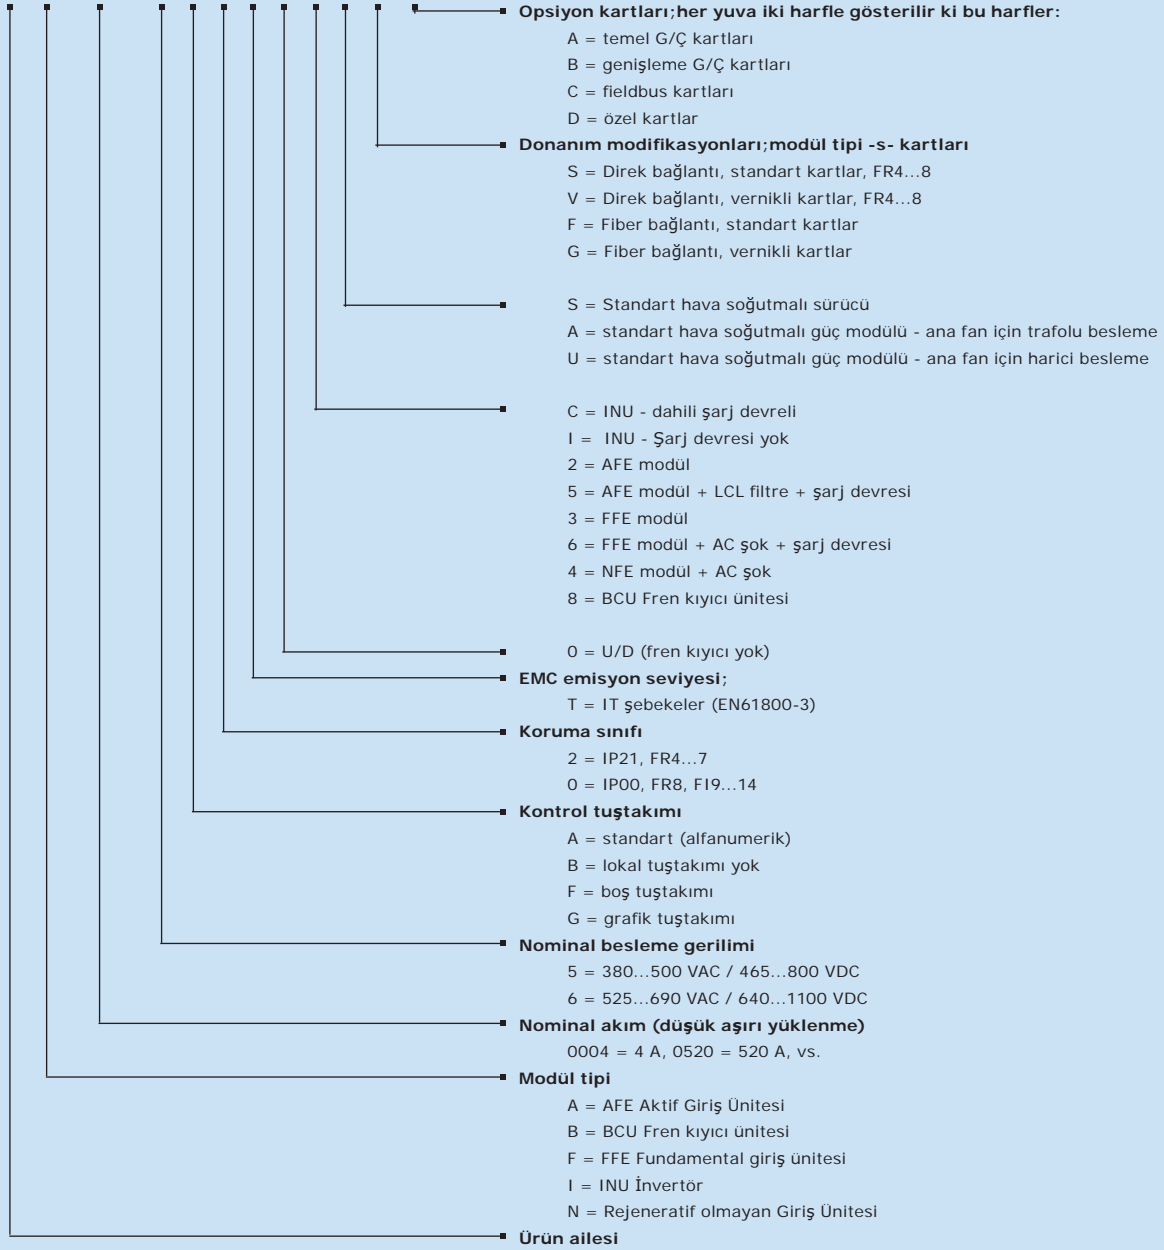 Opsiyon kartları;her yuva iki harfle gösterilir ki bu harfler:
A = temel G/Ç kartları
B = genişleme G/Ç kartları
C = fieldbus kartları
D = özel kartlar
Donanım modifikasyonları;modül tipi -s- kartları
S = Direk bağlantı, standart kartlar, FR4...8
V = Direk bağlantı, vernikli kartlar, FR4...8
F = Fiber bağlantı, standart kartlar
G = Fiber bağlantı, vernikli kartlar
S = Standart hava soğutmalı sürücü
A = standart hava soğutmalı güç modülü - ana fan için trafolu besleme
U = standart hava soğutmalı güç modülü - ana fan için harici besleme
C = INU - dahili şarj devreli
I = INU - Şarj devresi yok
2 = AFE modül
5 = AFE modül + LCL filtre + şarj devresi
3 = FFE modül
6 = FFE modül + AC şok + şarj devresi
4 = NFE modül + AC şok
8 = BCU Fren kıyıcı ünitesi
0 = U/D (fren kıyıcı yok)
EMC emisyon seviyesi;
T = IT şebekeler (EN61800-3)
Koruma sınıfı
2 = IP21, FR4...7
0 = IP00, FR8, FI9...14
Kontrol tuştakımı
A = standart (alfanumerik)
B = lokal tuştakımı yok
F = boş tuştakımı
G = grafik tuştakımı
Nominal besleme gerilimi
5 = 380...500 VAC / 465...800 VDC
6 = 525...690 VAC / 640...1100 VDC
Nominal akım (düşük aşırı yüklenme)
0004 = 4 A, 0520 = 520 A, vs.
Modül tipi
A = AFE Aktif Giriş Ünitesi
B = BCU Fren kıyıcı ünitesi
F = FFE Fundamental giriş ünitesi
I = INU İnvertör
N = Rejeneratif olmayan Giriş Ünitesi
Ürün ailesi